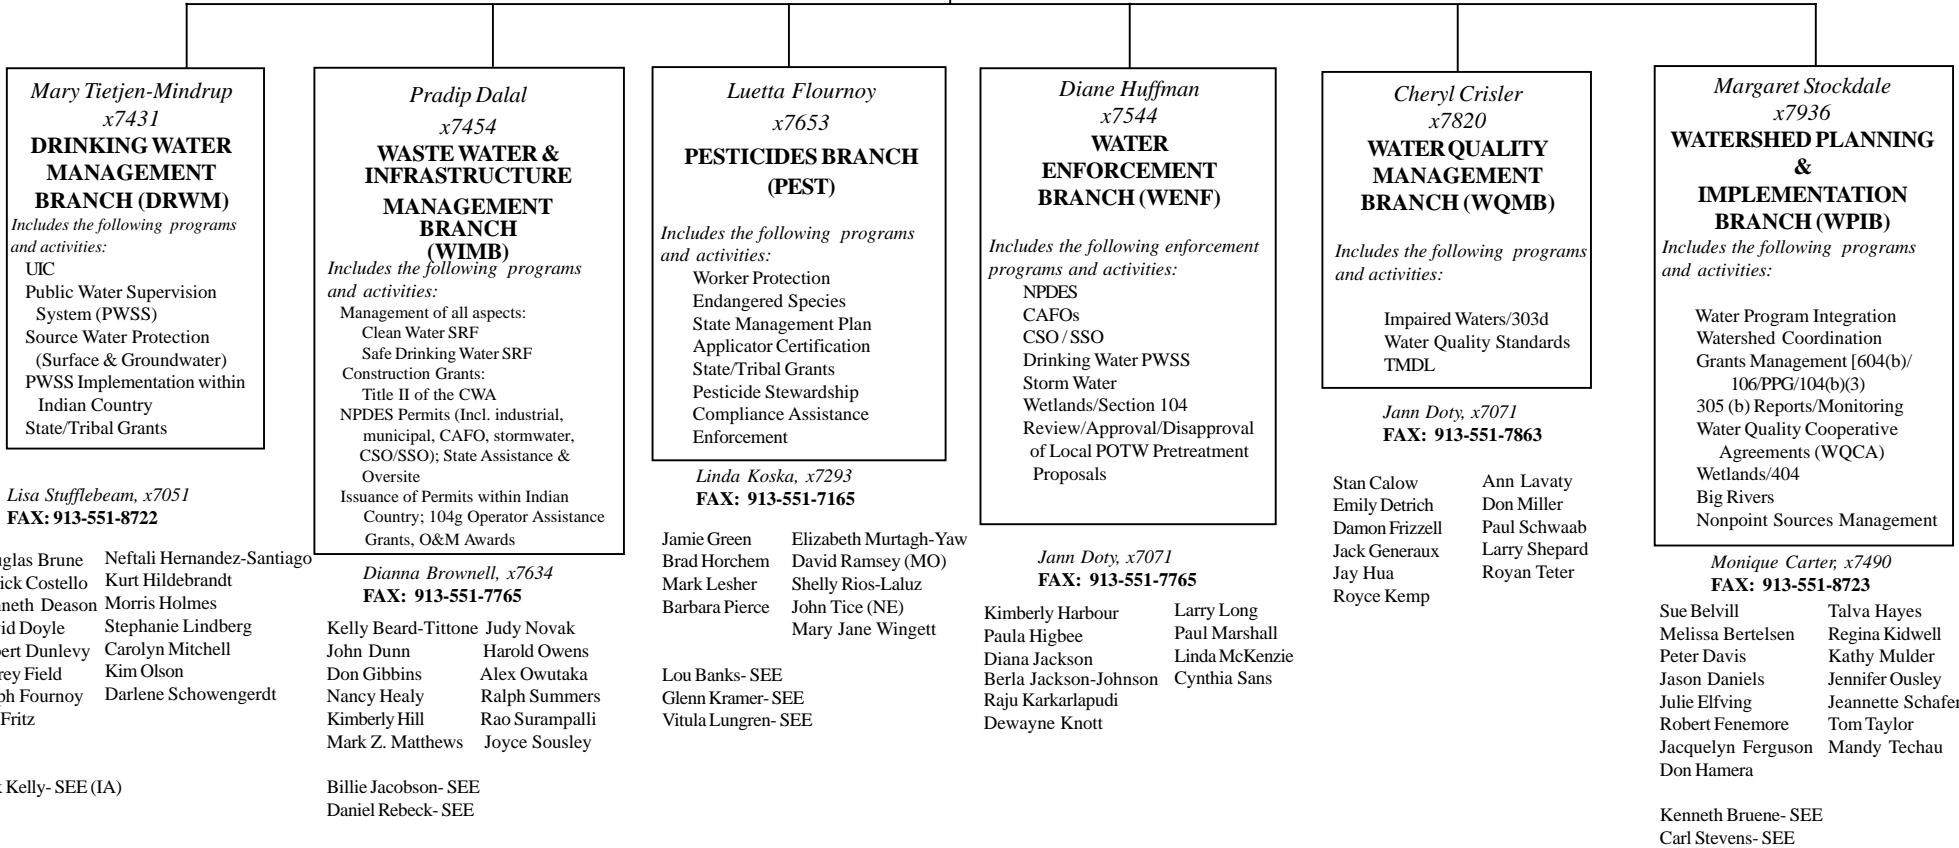 Mary Tietjen-Mindrup
x7431
DRINKING WATER
MANAGEMENT
BRANCH (DRWM)
Includes the following programs
and activities:
UIC
Public Water Supervision
System (PWSS)
Source Water Protection
(Surface & Groundwater)
PWSS Implementation within
Indian Country
State/Tribal Grants
Lisa Stufflebeam, x7051
FAX: 913-551-8722
Brune
Costello
Deason
Doyle
Dunlevy
Field
Fournoy
Fritz
Neftali Hernandez-Santiago
Kurt Hildebrandt
Morris Holmes
Stephanie Lindberg
Carolyn Mitchell
Kim Olson
Darlene Schowengerdt
Kelly- SEE (IA)
Pradip Dalal
x7454
WASTE WATER &
INFRASTRUCTURE
MANAGEMENT
BRANCH
(WIMB)
Includes the following programs
and activities:
Management of all aspects:
Clean Water SRF
Safe Drinking Water SRF
Construction Grants:
Title II of the CWA
NPDES Permits (Incl. industrial,
municipal, CAFO, stormwater,
CSO/SSO); State Assistance &
Oversite
Issuance of Permits within Indian
Country; 104g Operator Assistance
Grants, O&M Awards
Dianna Brownell, x7634
FAX: 913-551-7765
Kelly Beard-Tittone
John Dunn
Don Gibbins
Nancy Healy
Kimberly Hill
Mark Z. Matthews
Judy Novak
Harold Owens
Alex Owutaka
Ralph Summers
Rao Surampalli
Joyce Sousley
Billie Jacobson- SEE
Daniel Rebeck- SEE
Luetta Flournoy
x7653
PESTICIDES BRANCH
(PEST)
Includes the following programs
and activities:
Worker Protection
Endangered Species
State Management Plan
Applicator Certification
State/Tribal Grants
Pesticide Stewardship
Compliance Assistance
Enforcement
Linda Koska, x7293
FAX: 913-551-7165
Jamie Green
Brad Horchem
Mark Lesher
Barbara Pierce
Elizabeth Murtagh-Yaw
David Ramsey (MO)
Shelly Rios-Laluz
John Tice (NE)
Mary Jane Wingett
Lou Banks- SEE
Glenn Kramer- SEE
Vitula Lungren- SEE
Diane Huffman
x7544
WATER
ENFORCEMENT
BRANCH (WENF)
Includes the following enforcement
programs and activities:
NPDES
CAFOs
CSO / SSO
Drinking Water PWSS
Storm Water
Wetlands/Section 104
Review/Approval/Disapproval
of Local POTW Pretreatment
Proposals
Jann Doty, x7071
FAX: 913-551-7765
Kimberly Harbour
Paula Higbee
Diana Jackson
Berla Jackson-Johnson
Raju Karkarlapudi
Dewayne Knott
Larry Long
Paul Marshall
Linda McKenzie
Cynthia Sans
Cheryl Crisler
x7820
WATER QUALITY
MANAGEMENT
BRANCH (WQMB)
Includes the following programs
and activities:
Impaired Waters/303d
Water Quality Standards
TMDL
Jann Doty, x7071
FAX: 913-551-7863
Stan Calow
Emily Detrich
Damon Frizzell
Jack Generaux
Jay Hua
Royce Kemp
Ann Lavaty
Don Miller
Paul Schwaab
Larry Shepard
Royan Teter
Margaret Stockdale
x7936
WATERSHED PLANNING
&
IMPLEMENTATION
BRANCH (WPIB)
Includes the following programs
and activities:
Water Program Integration
Watershed Coordination
Grants Management [604(b)/
106/PPG/104(b)(3)
305 (b) Reports/Monitoring
Water Quality Cooperative
Agreements (WQCA)
Wetlands/404
Big Rivers
Nonpoint Sources Management
Monique Carter, x7490
FAX: 913-551-8723
Sue Belvill
Melissa Bertelsen
Peter Davis
Jason Daniels
Julie Elfving
Robert Fenemore
Jacquelyn Ferguson
Don Hamera
Talva Hayes
Regina Kidwell
Kathy Mulder
Jennifer Ousley
Jeannette Schafer
Tom Taylor
Mandy Techau
Kenneth Bruene- SEE
Carl Stevens- SEE